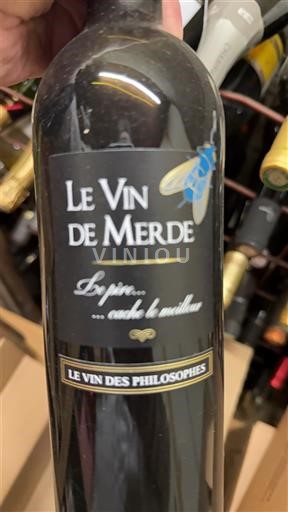 LE VIN
DE MERDE
VINIOU
Le pire...
... cache le meilleur
LE VIN DES PHILOSOPHES